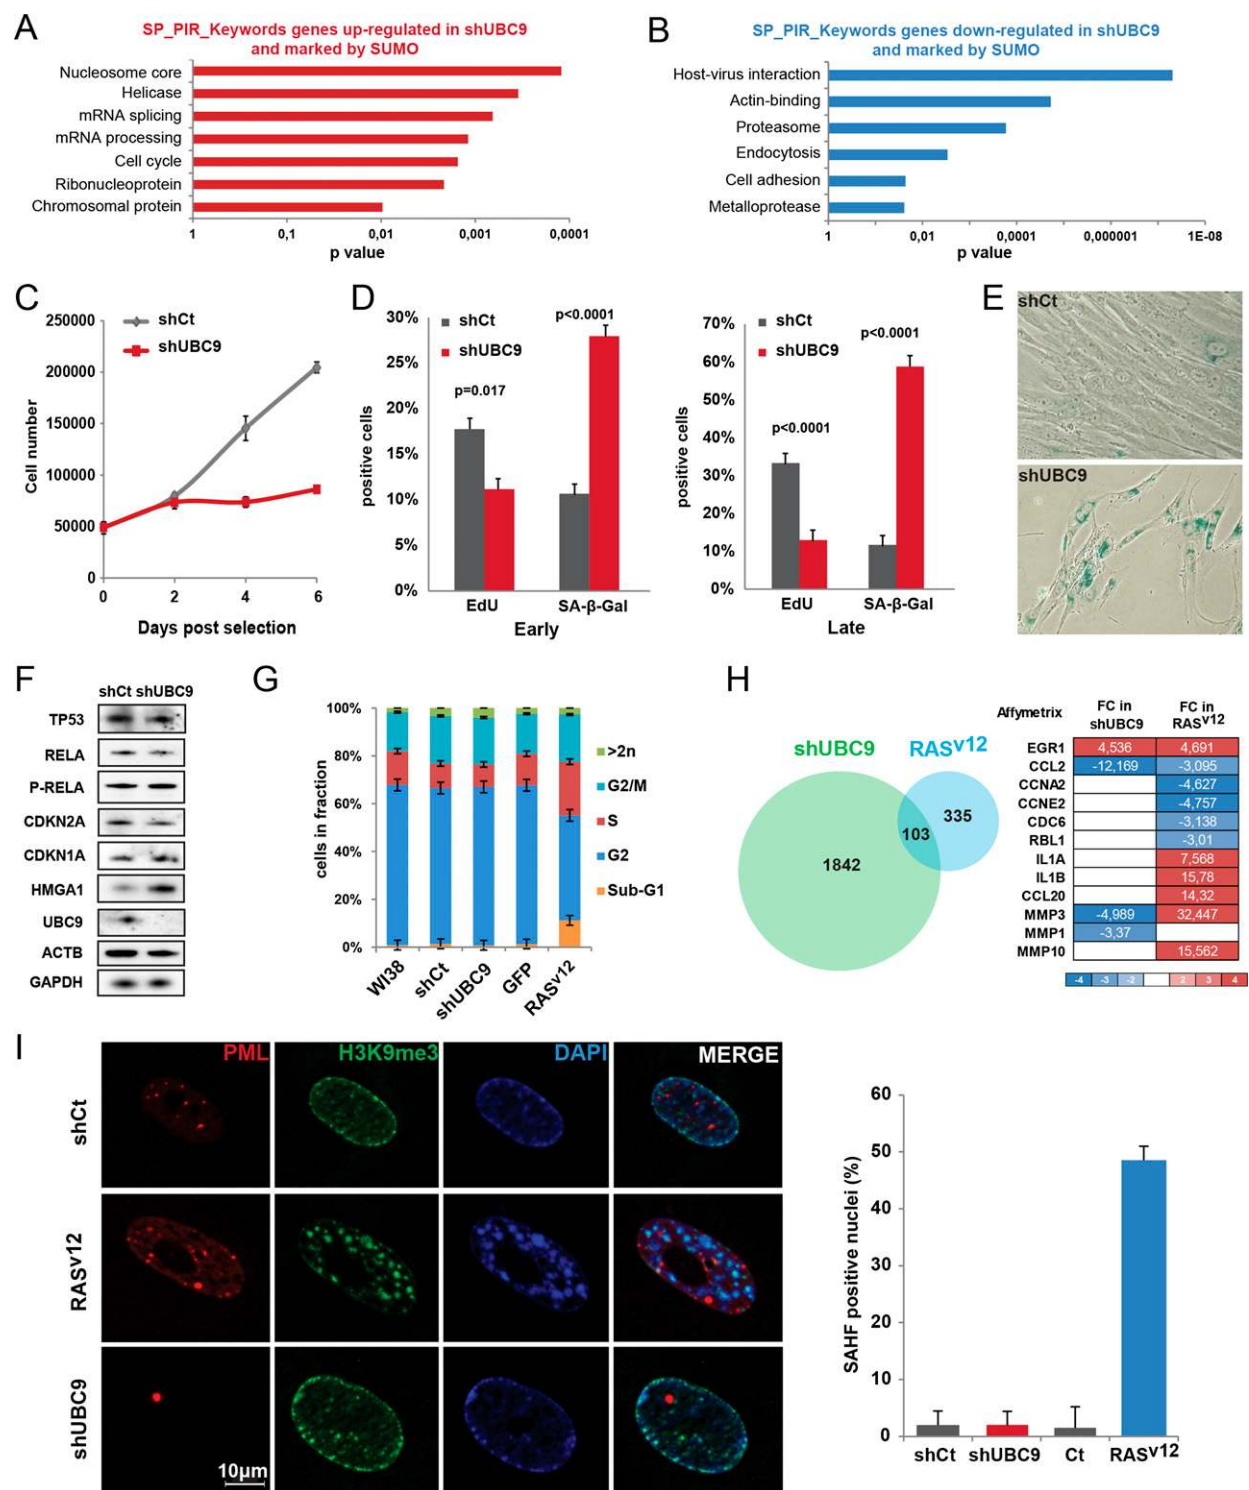 A
SP_PIR_Keywords genes up-regulated in shUBC9
and marked by SUMO
Nucleosome core
Helicase
mRNA splicing
mRNA processing
Cell cycle
Ribonucleoprotein
Chromosomal protein
1 0,1 0,01 0,001 0,0001
p value
B
SP_PIR_Keywords genes down-regulated in shUBC9
and marked by SUMO
Host-virus interaction
Actin-binding
Proteasome
Endocytosis
Cell adhesion
Metalloprotease
1 0,01 0,0001 0,000001 1E-08
p value
C
250000
200000
150000
100000
50000
0
Cell number
shCt
shUBC9
0 2 4 6
Days post selection
D
30%
25%
20%
15%
10%
5%
0%
positive cells
shCt
shUBC9
p<0.0001
p=0.017
EdU SA-β-Gal
Early
70%
60%
50%
40%
30%
20%
10%
0%
positive cells
shCt
shUBC9
p<0.0001
p<0.0001
EdU SA-β-Gal
Late
E
shCt
shUBC9
F
shCt shUBC9
TP53
RELA
P-RELA
CDKN2A
CDKN1A
HMGA1
UBC9
ACTB
GAPDH
G
100%
80%
60%
40%
20%
0%
cells in fraction
>2n
G2/M
S
G2
Sub-G1
WI38 shCt shUBC9 GFP RASv12
H
shUBC9
RASv12
1842
103
335
Affymetrix FC in shUBC9 FC in RASv12
EGR1 4,536 4,691
CCL2 -12,169 -3,095
CCNA2 -4,627
CCNE2 -4,757
CDC6 -3,138
RBL1 -3,01
IL1A 7,568
IL1B 15,78
CCL20 14,32
MMP3 -4,989 32,447
MMP1 -3,37
MMP10 15,562
-4 -3 -2 2 3 4
I
PML H3K9me3 DAPI MERGE
shCt
RASv12
shUBC9
10μm
60
50
40
30
20
10
0
SAHF positive nuclei (%)
shCt shUBC9 Ct RASv12